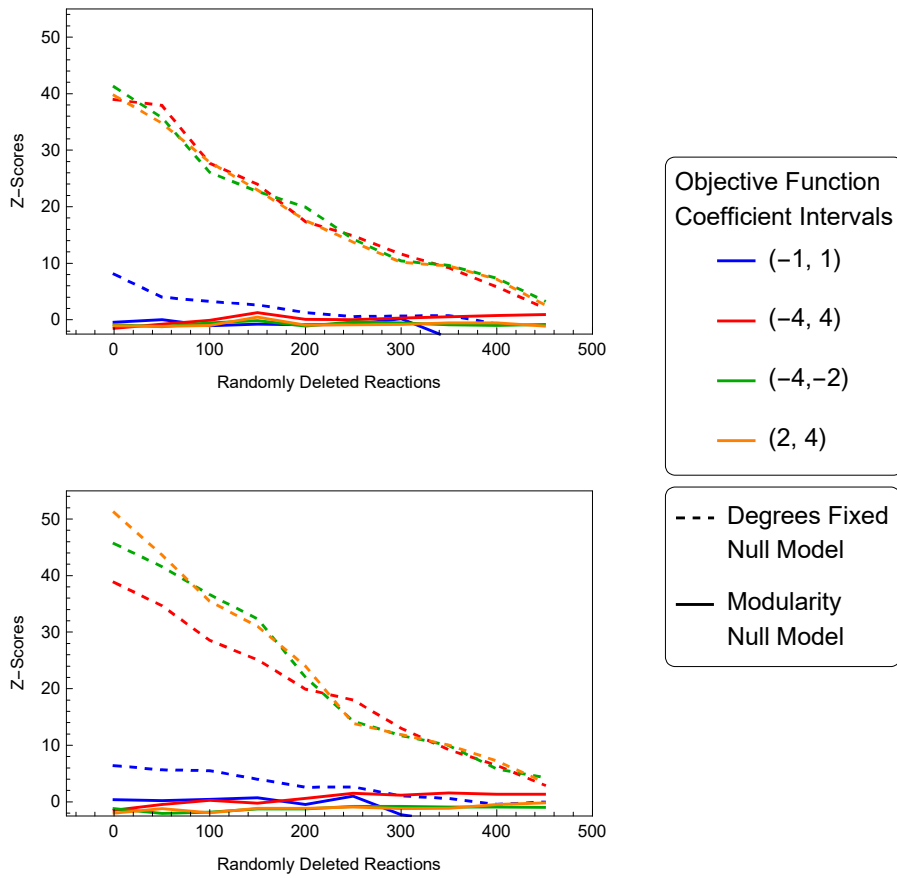 50
40
30
20
10
0
Z−Scores
0
100
200
300
400
500
Randomly Deleted Reactions
50
40
30
20
10
0
Z−Scores
0
100
200
300
400
500
Randomly Deleted Reactions
Objective Function
Coefficient Intervals
(−1, 1)
(−4, 4)
(−4,−2)
(2, 4)
Degrees Fixed
Null Model
Modularity
Null Model